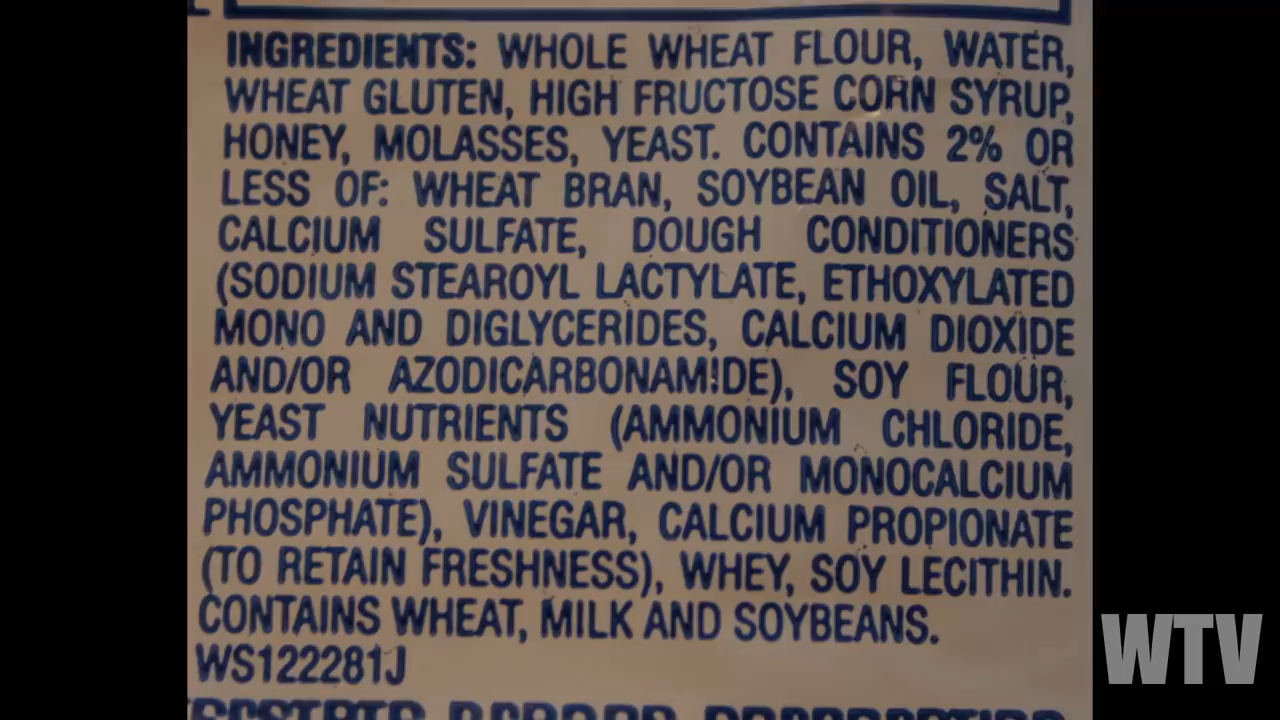 INGREDIENTS: WHOLE WHEAT FLOUR, WATER,
WHEAT GLUTEN, HIGH FRUCTOSE CORN SYRUP,
HONEY, MOLASSES, YEAST. CONTAINS 2% OR
LESS OF: WHEAT BRAN, SOYBEAN OIL, SALT,
CALCIUM SULFATE, DOUGH CONDITIONERS
(SODIUM STEAROYL LACTYLATE, ETHOXYLATED
MONO AND DIGLYCERIDES, CALCIUM DIOXIDE
AND/OR AZODICARBONAMIDE), SOY FLOUR,
YEAST NUTRIENTS (AMMONIUM CHLORIDE,
AMMONIUM SULFATE AND/OR MONOCALCIUM
PHOSPHATE), VINEGAR, CALCIUM PROPIONATE
(TO RETAIN FRESHNESS), WHEY, SOY LECITHIN.
CONTAINS WHEAT, MILK AND SOYBEANS.
WS122281J
WTV